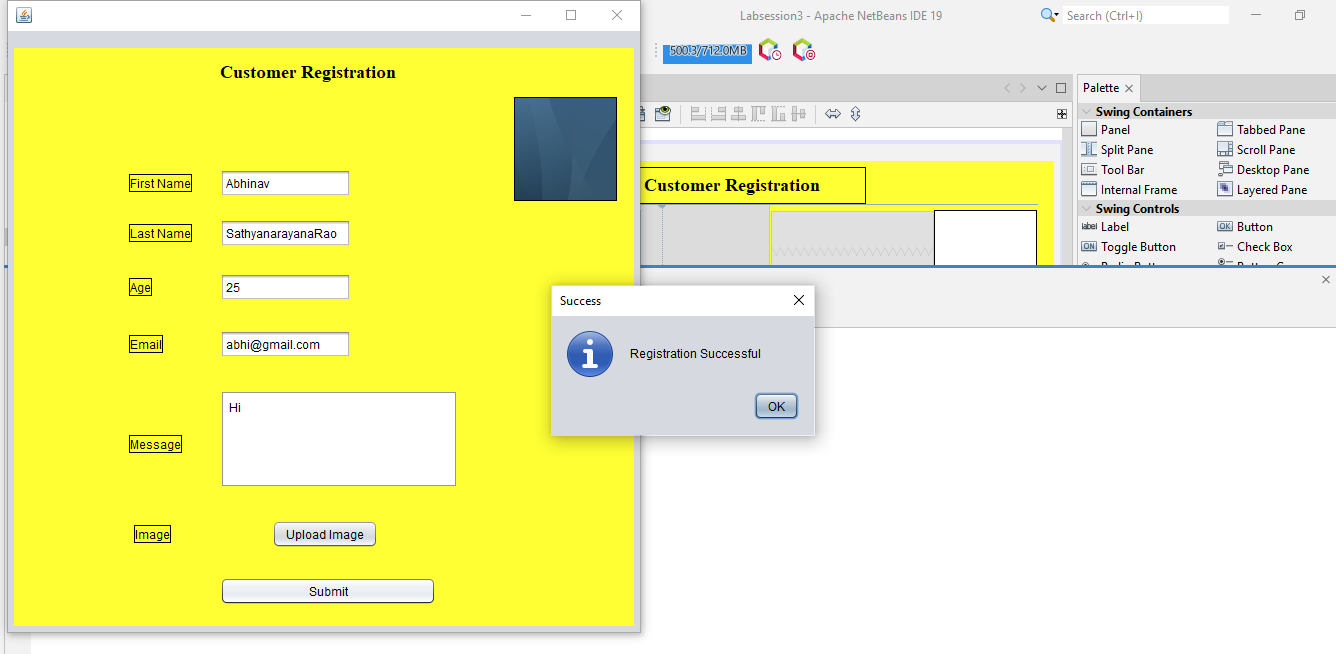 Labsession3 - Apache NetBeans IDE 19
Search (Ctrl+I)
500.3/712.0MB
Customer Registration
First Name
Abhinav
Last Name
SathyanarayanaRao
Age
25
Email
abhi@gmail.com
Message
Hi
Image
Upload Image
Submit
Customer Registration
Success
Registration Successful
OK
Palette
Swing Containers
Panel
Tabbed Pane
Split Pane
Scroll Pane
Tool Bar
Desktop Pane
Internal Frame
Layered Pane
Swing Controls
label Label
OK Button
ON Toggle Button
Check Box